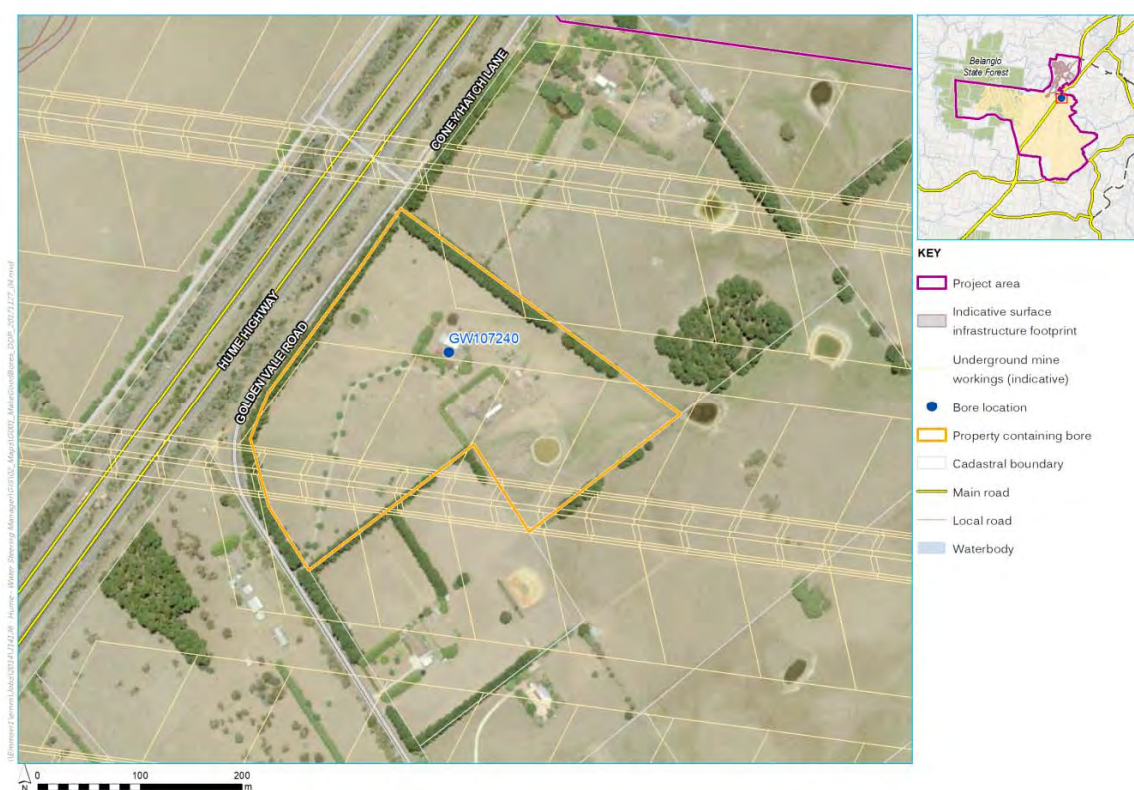 CONEYHATCH LANE
HUME HIGHWAY
GOLDEN VALE ROAD
GW107240
Belanglo
State Forest
KEY
Project area
Indicative surface
infrastructure footprint
Underground mine
workings (indicative)
Bore location
Property containing bore
Cadastral boundary
Main road
Local road
Waterbody
N
0 100 200
m